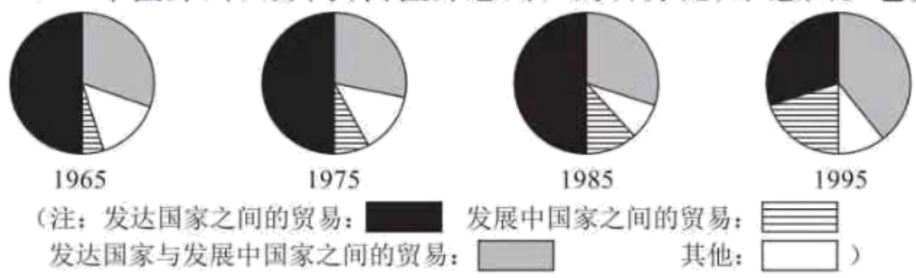 1965 1975 1985 1995
（注：发达国家之间的贸易： 发展中国家之间的贸易：
发达国家与发展中国家之间的贸易： 其他： ）